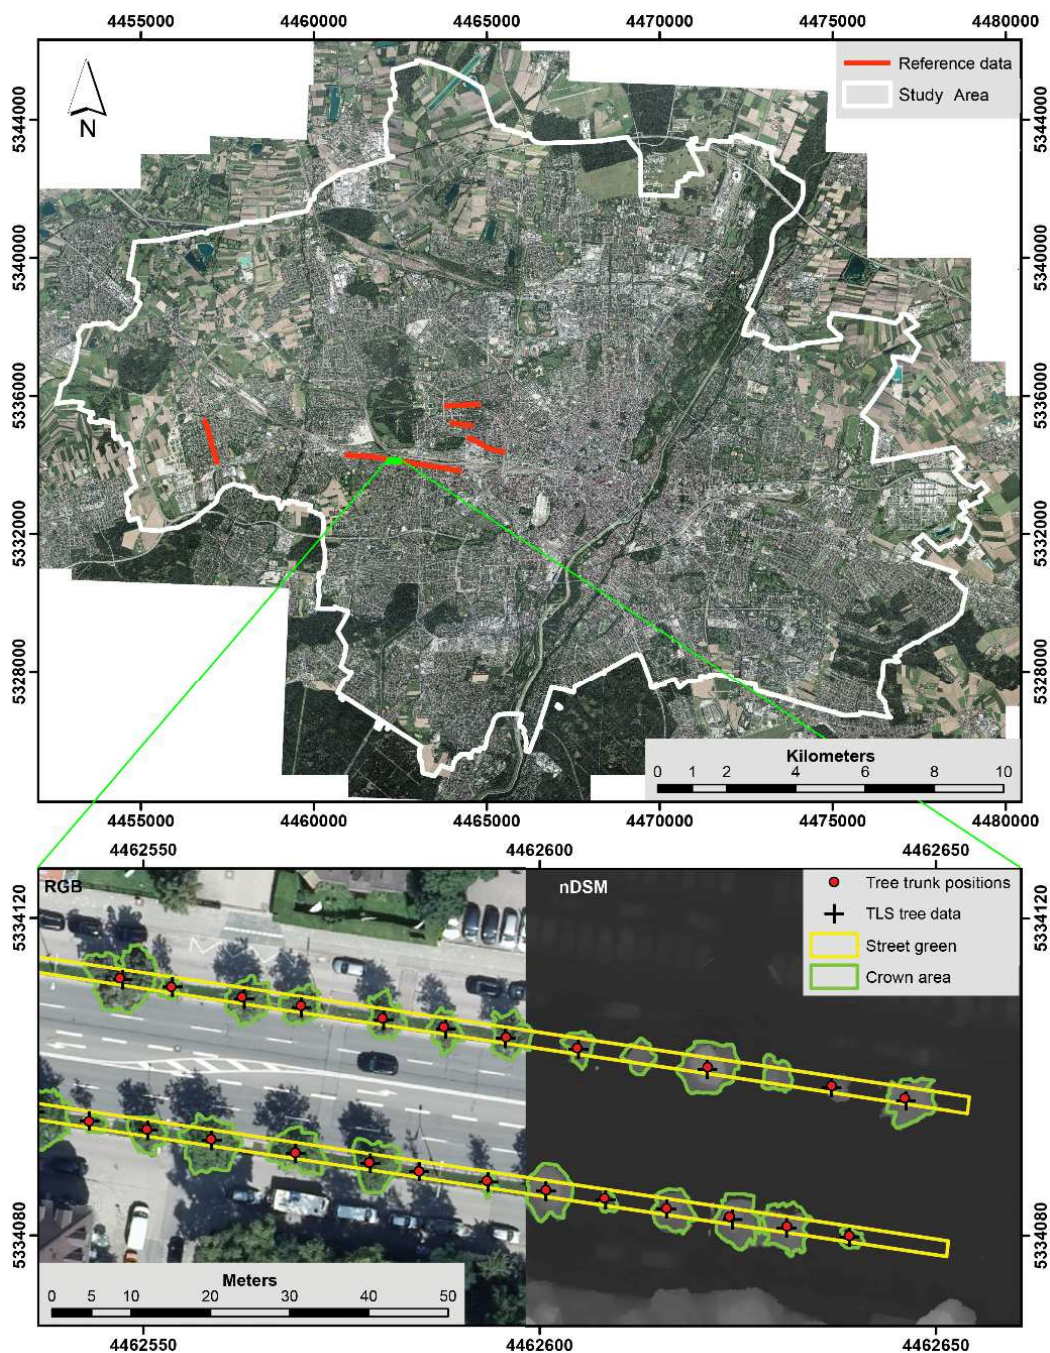 4455000 4460000 4465000 4470000 4475000 4480000
Reference data
Study Area
N
5344000 5344000
5340000 5340000
5336000 5336000
5332000 5332000
5328000 5328000
Kilometers
0 1 2 4 6 8 10
4455000 4460000 4465000 4470000 4475000 4480000
4462550 4462600 4462650
RGB nDSM
Tree trunk positions
TLS tree data
Street green
Crown area
5334120 5334120
5334080 5334080
Meters
0 5 10 20 30 40 50
4462550 4462600 4462650